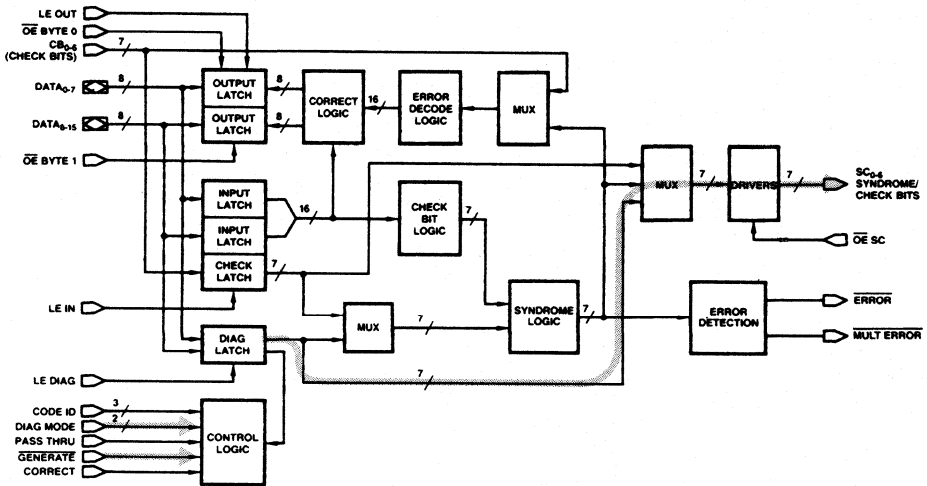 LE OUT
OE BYTE 0
CB0-6
(CHECK BITS)
7
DATA0-7
8
DATA8-15
8
OE BYTE 1
OUTPUT
LATCH
OUTPUT
LATCH
8
8
CORRECT
LOGIC
16
ERROR
DECODE
LOGIC
MUX
INPUT
LATCH
INPUT
LATCH
CHECK
LATCH
16
7
CHECK
BIT
LOGIC
7
MUX
7
DRIVERS
7
SC0-6
SYNDROME/
CHECK BITS
OE SC
LE IN
MUX
7
SYNDROME
LOGIC
7
ERROR
DETECTION
ERROR
MULT ERROR
DIAG
LATCH
7
LE DIAG
CODE ID
3
DIAG MODE
2
PASS THRU
GENERATE
CORRECT
CONTROL
LOGIC